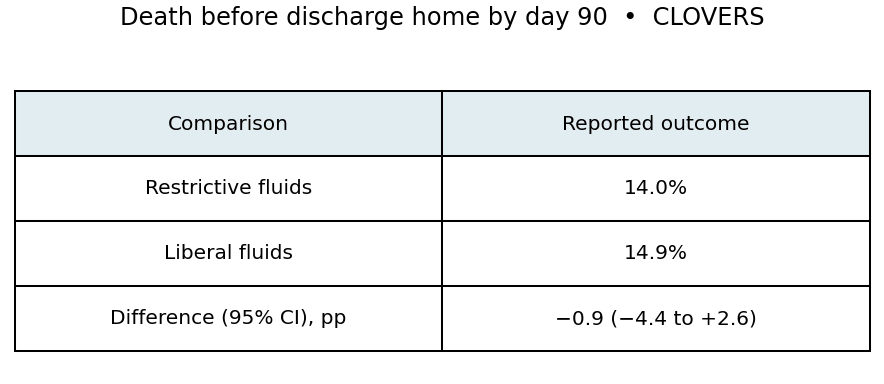 Death before discharge home by day 90 • CLOVERS
Comparison Reported outcome
Restrictive fluids 14.0%
Liberal fluids 14.9%
Difference (95% CI), pp −0.9 (−4.4 to +2.6)